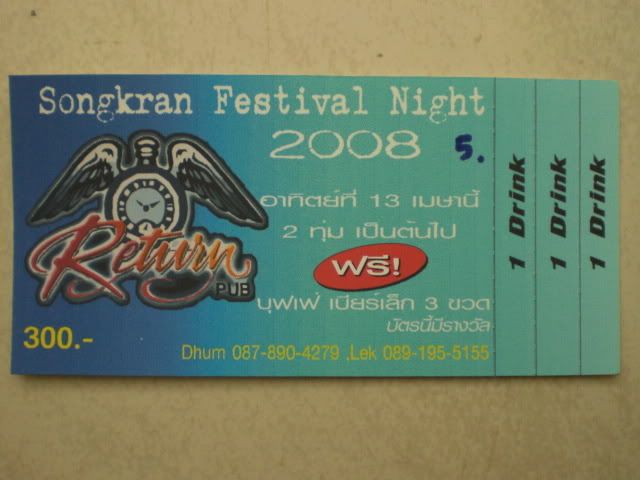 Songkran Festival Night
2008
5.
อาทิตย์ที่ 13 เมษานี้
2 ทุ่ม เป็นต้นไป
ฟรี!
บุฟเฟ่ เบียร์เล็ก 3 ขวด
บัตรนี้มีรางวัล
Return
PUB
300.-
Dhum 087-890-4279 ,Lek 089-195-5155
1 Drink
1 Drink
1 Drink